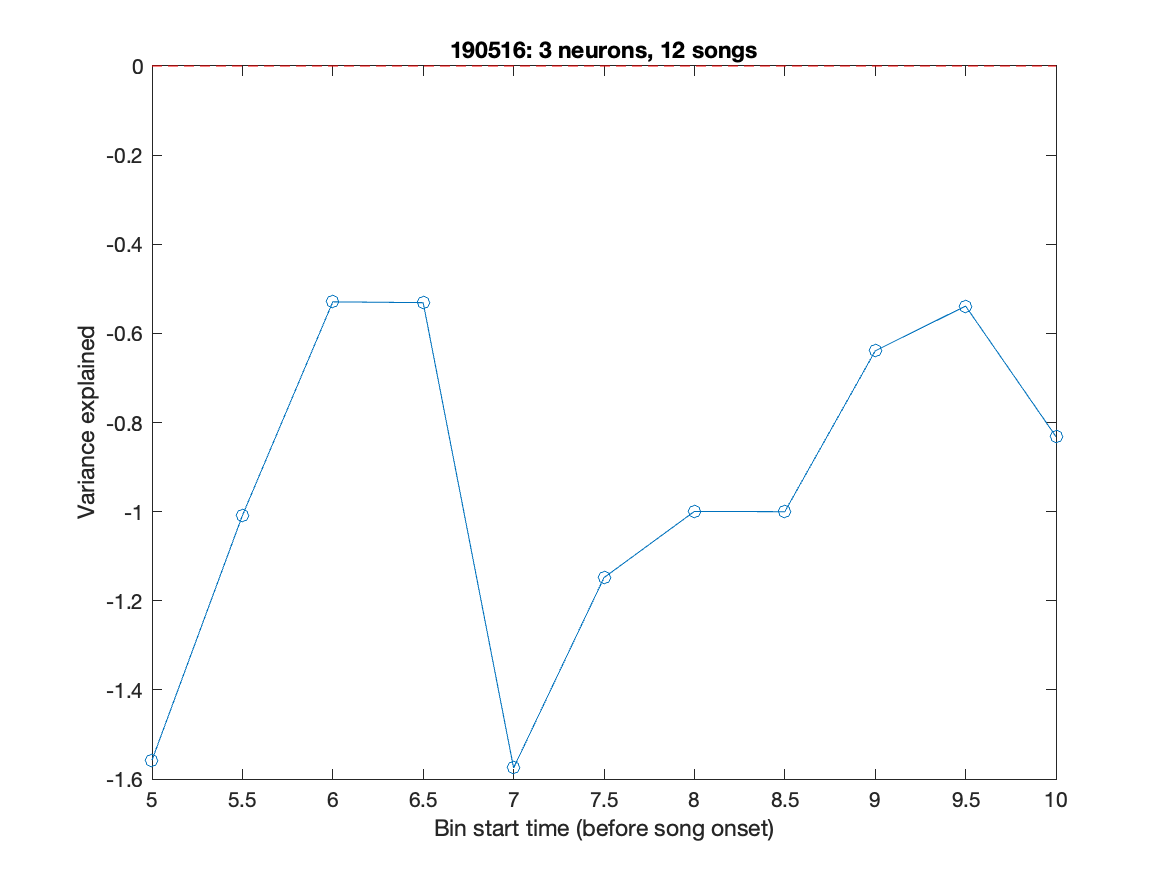 190516: 3 neurons, 12 songs
0
-0.2
-0.4
-0.6
-0.8
-1
-1.2
-1.4
-1.6
Variance explained
5 5.5 6 6.5 7 7.5 8 8.5 9 9.5 10
Bin start time (before song onset)